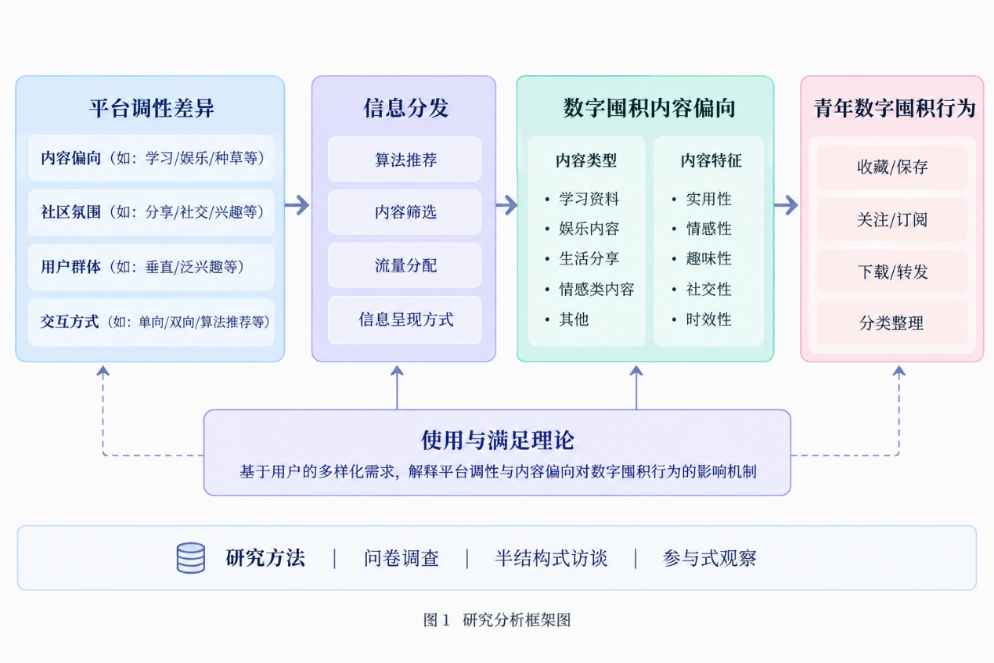 平台调性差异
内容偏向（如：学习/娱乐/种草等）
社区氛围（如：分享/社交/兴趣等）
用户群体（如：垂直/泛兴趣等）
交互方式（如：单向/双向/算法推荐等）
信息分发
算法推荐
内容筛选
流量分配
信息呈现方式
数字囤积内容偏向
内容类型
• 学习资料
• 娱乐内容
• 生活分享
• 情感类内容
• 其他
内容特征
• 实用性
• 情感性
• 趣味性
• 社交性
• 时效性
青年数字囤积行为
收藏/保存
关注/订阅
下载/转发
分类整理
使用与满足理论
基于用户的多样化需求，解释平台调性与内容偏向对数字囤积行为的影响机制
研究方法 | 问卷调查 | 半结构式访谈 | 参与式观察
图 1 研究分析框架图